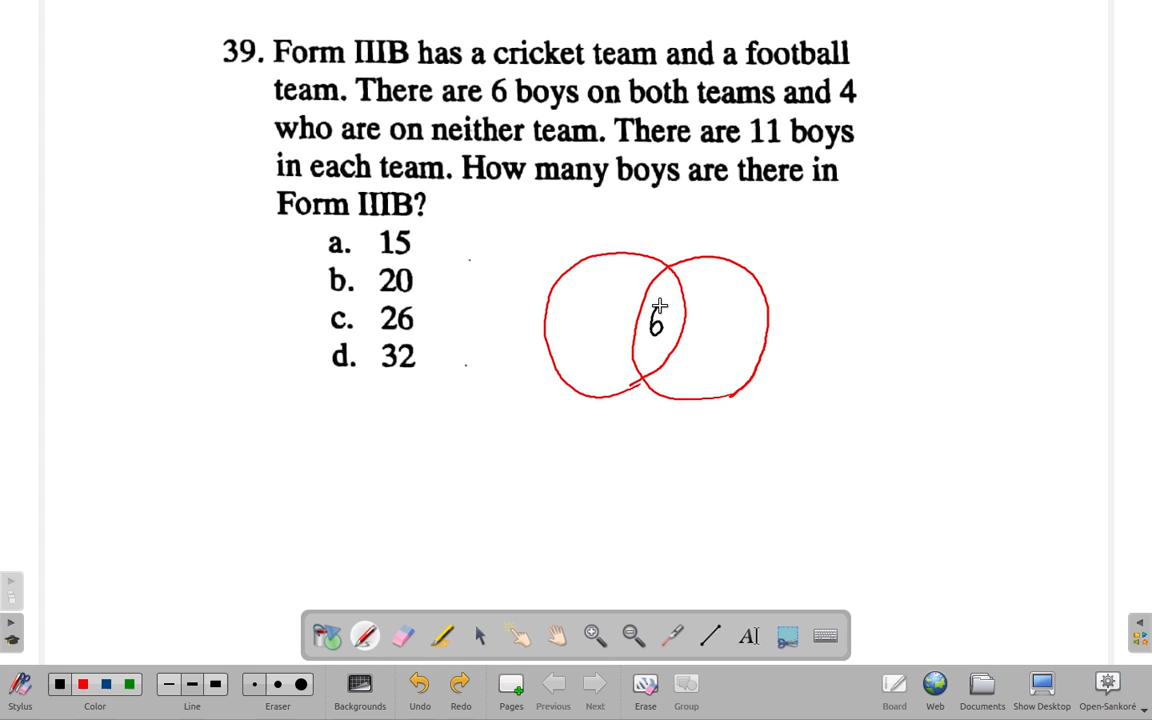 39. Form IIIB has a cricket team and a football
team. There are 6 boys on both teams and 4
who are on neither team. There are 11 boys
in each team. How many boys are there in
Form IIIB?
a. 15
b. 20
c. 26
d. 32
6
AI
Stylus
Color
Line
Eraser
Backgrounds
Undo
Redo
Pages
Previous
Next
Erase
Group
Board
Web
Documents
Show Desktop
Open-Sankoré